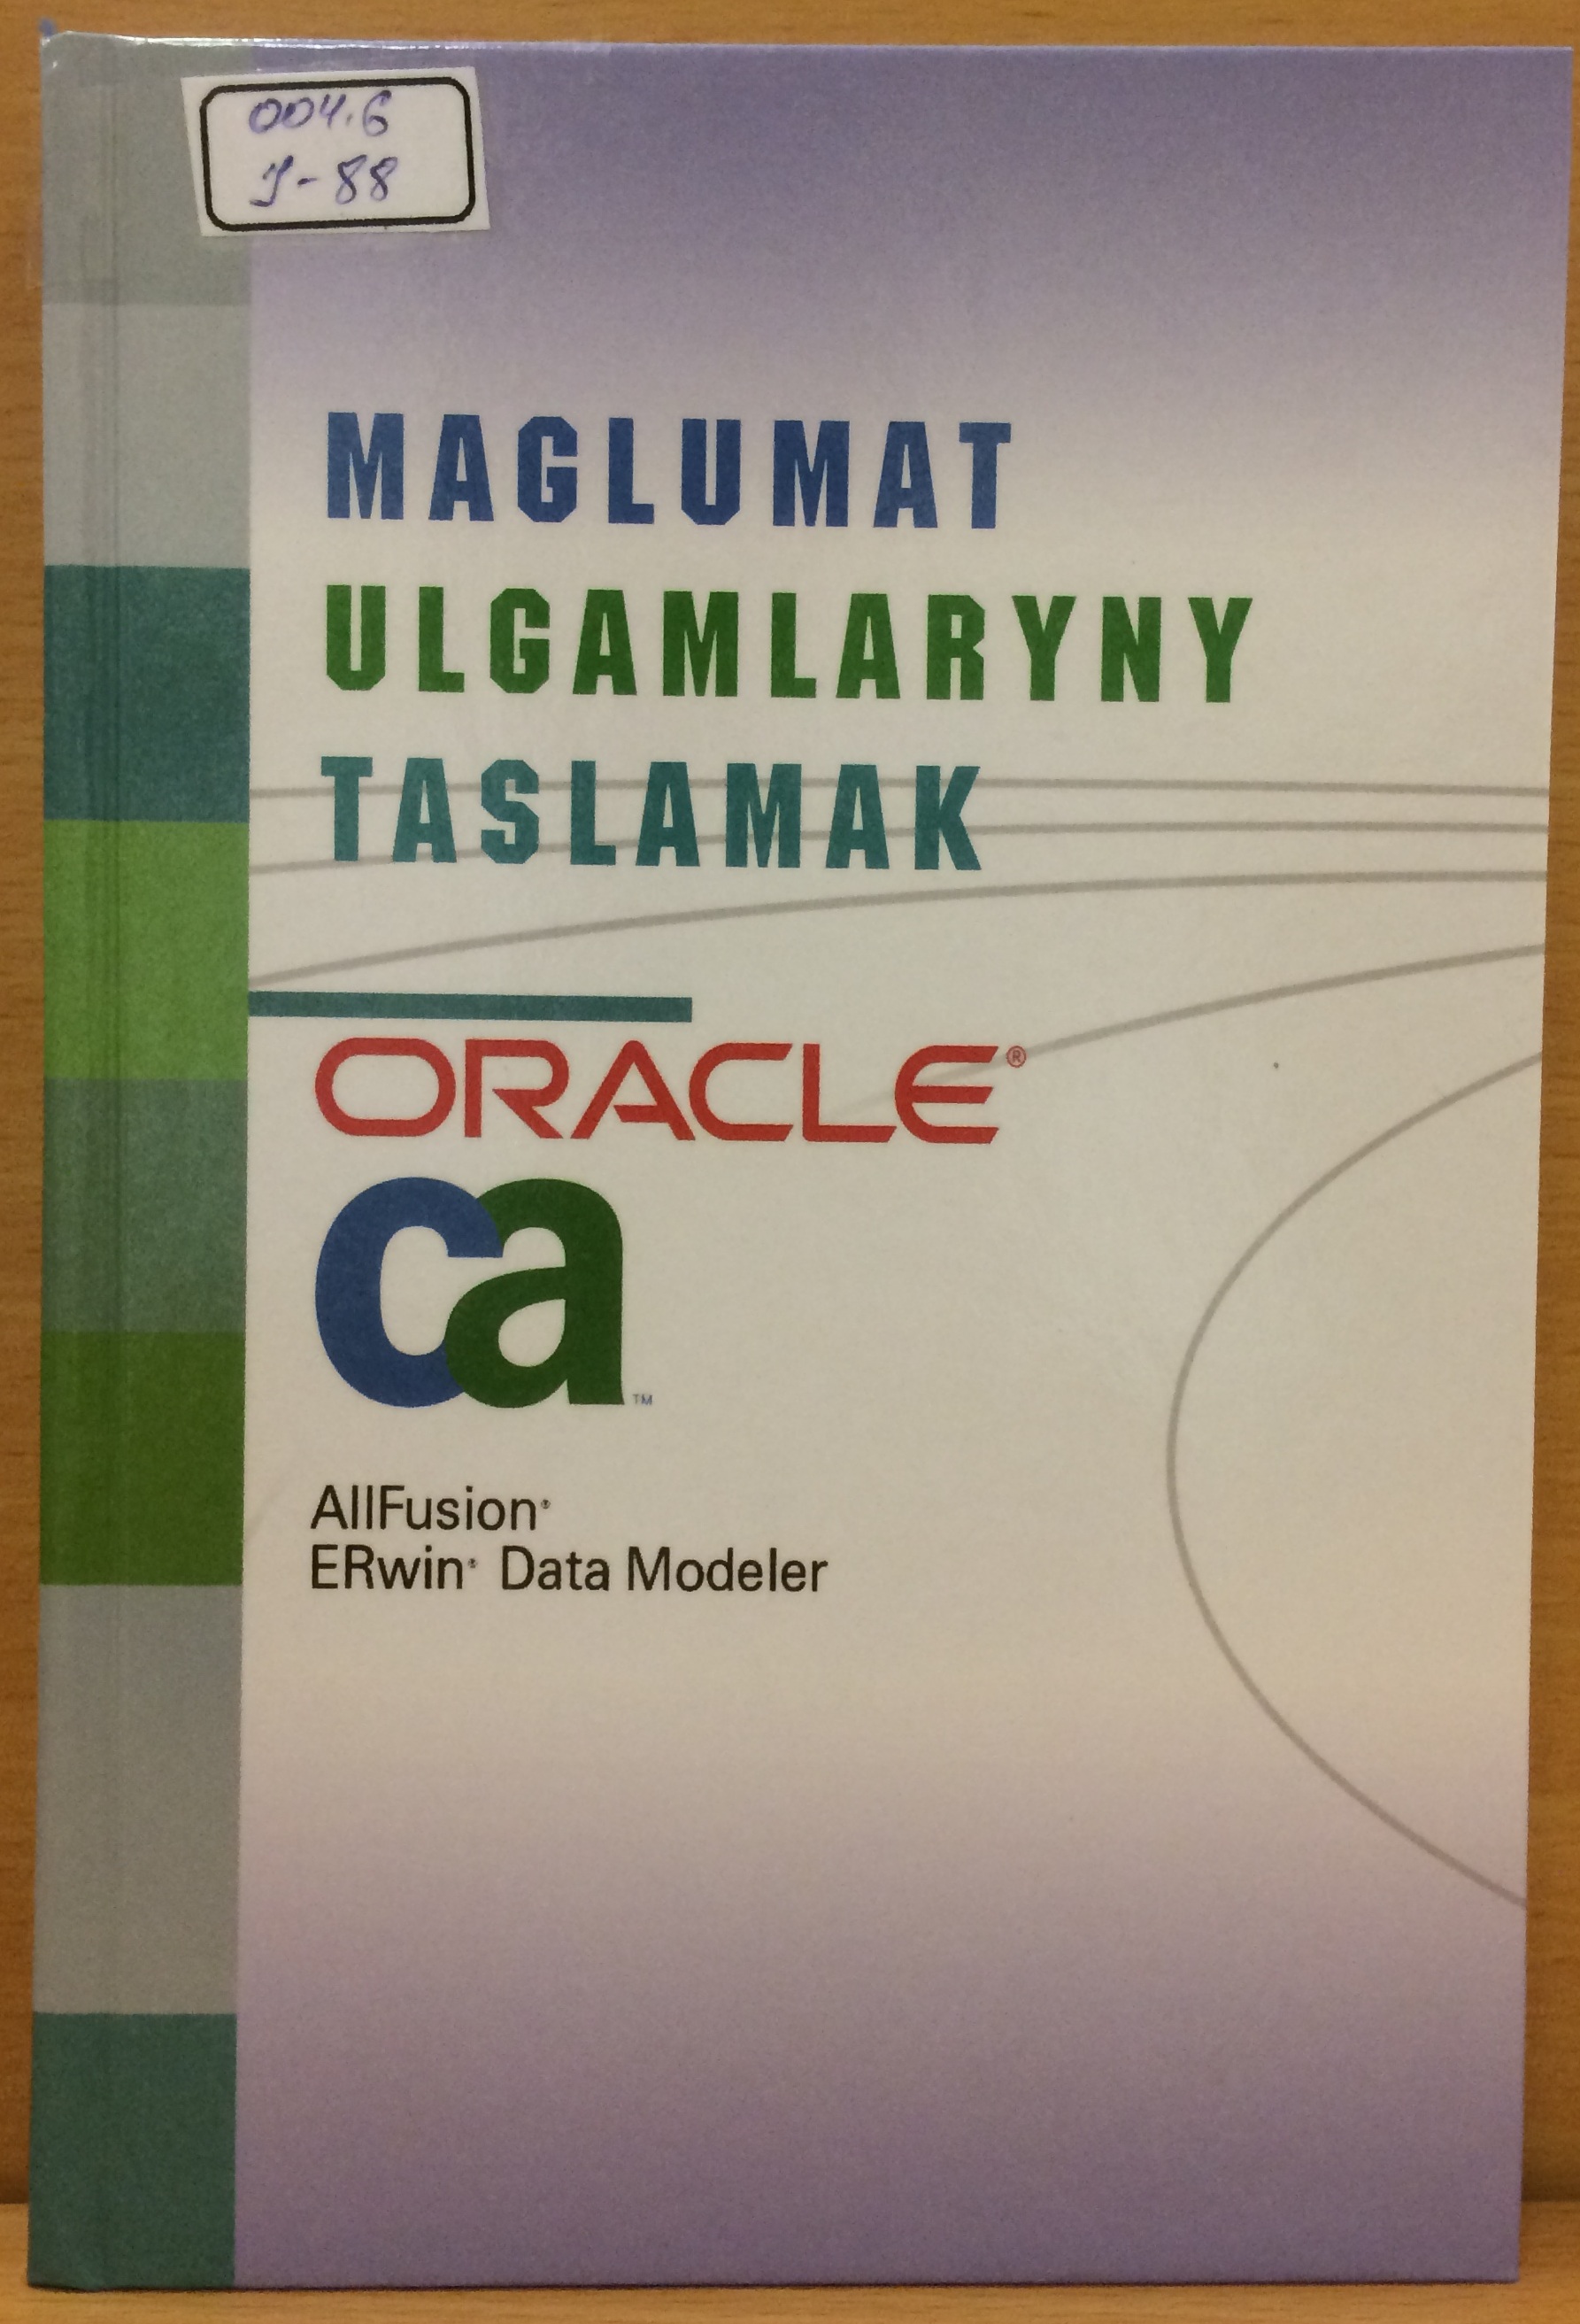 004.6
J-88
MAGLUMAT
ULGAMLARYNY
TASLAMAK
ORACLE®
ca™
AllFusion®
ERwin® Data Modeler